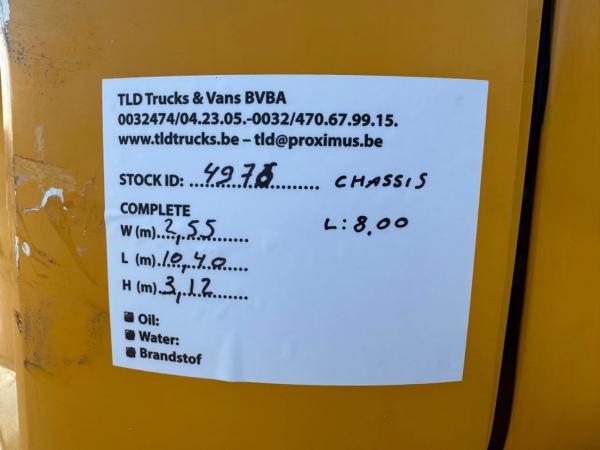 TLD Trucks & Vans BVBA
0032474/04.23.05.-0032/470.67.99.15.
www.tldtrucks.be – tld@proximus.be
STOCK ID: 4976 CHASSIS
COMPLETE L: 8,00
W (m) 2,55
L (m) 10,40
H (m) 3,12
Oil:
Water:
Brandstof